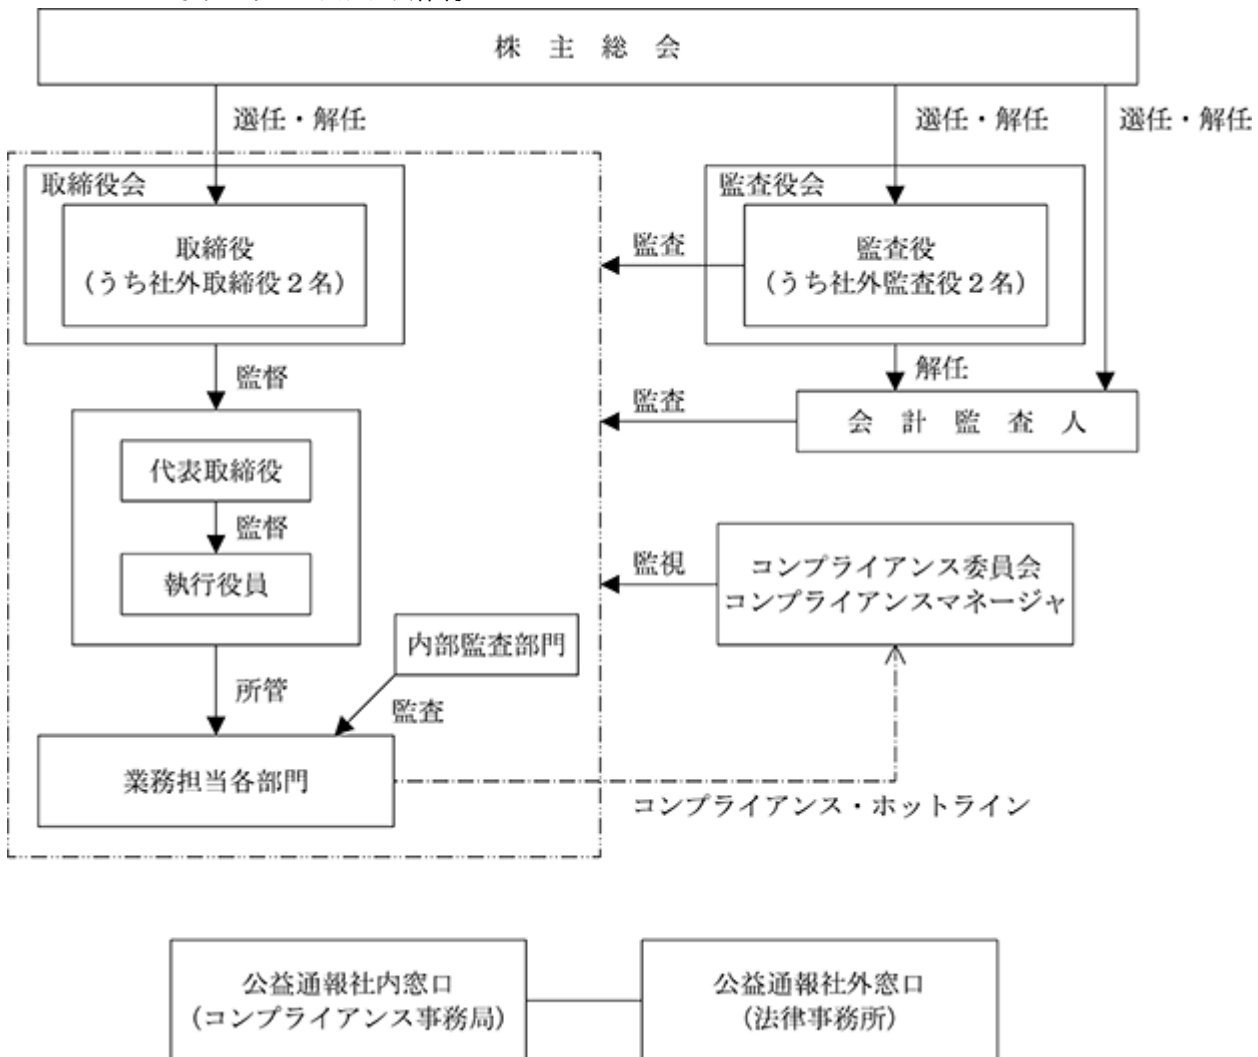 株 主 総 会
選任・解任
選任・解任
選任・解任
取締役会
監査役会
取締役
(うち社外取締役2名)
監査
監査役
(うち社外監査役2名)
監督
解任
監査
会 計 監 査 人
代表取締役
監督
執行役員
監視
コンプライアンス委員会
コンプライアンスマネージャ
内部監査部門
所管
監査
業務担当各部門
コンプライアンス・ホットライン
公益通報社内窓口
(コンプライアンス事務局)
公益通報社外窓口
(法律事務所)